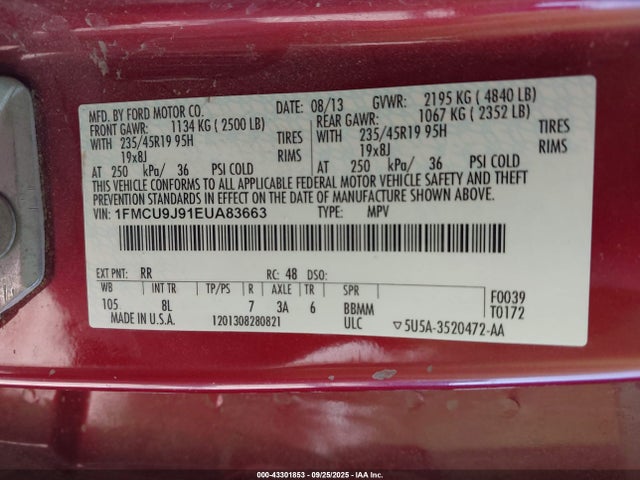 MFD. BY FORD MOTOR CO. DATE: 08/13 GVWR: 2195 KG ( 4840 LB)
FRONT GAWR: 1134 KG ( 2500 LB) REAR GAWR: 1067 KG ( 2352 LB)
WITH 235/45R19 95H TIRES WITH 235/45R19 95H TIRES
19x8J RIMS 19x8J RIMS
AT 250 kPa/ 36 PSI COLD AT 250 kPa/ 36 PSI COLD
THIS VEHICLE CONFORMS TO ALL APPLICABLE FEDERAL MOTOR VEHICLE SAFETY AND THEFT
PREVENTION STANDARDS IN EFFECT ON THE DATE OF MANUFACTURE SHOWN ABOVE.
VIN: 1FMCU9J91EUA83663 TYPE: MPV
EXT PNT: RR RC: 48 DSO:
WB INT TR TP/PS R AXLE TR SPR F0039
105 8L 7 3A 6 BBMM T0172
MADE IN U.S.A. 1201308280821 ULC ▽5U5A-3520472-AA
000-43301853 - 09/25/2025 - IAA Inc.